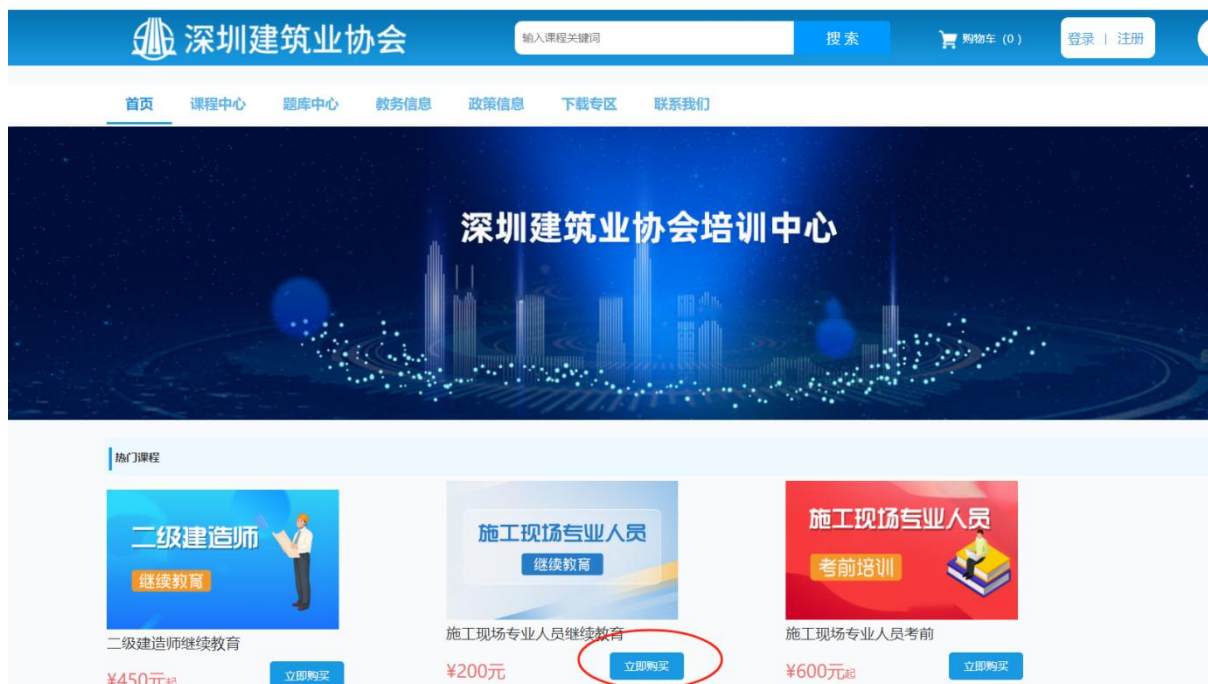 深圳建筑业协会
输入课程关键词
搜索
购物车 (0)
登录 | 注册
首页 课程中心 题库中心 教务信息 政策信息 下载专区 联系我们
深圳建筑业协会培训中心
热门课程
二级建造师
继续教育
施工现场专业人员
继续教育
施工现场专业人员
考前培训
二级建造师继续教育
施工现场专业人员继续教育
施工现场专业人员考前
¥450元起
立即购买
¥200元
立即购买
¥600元起
立即购买